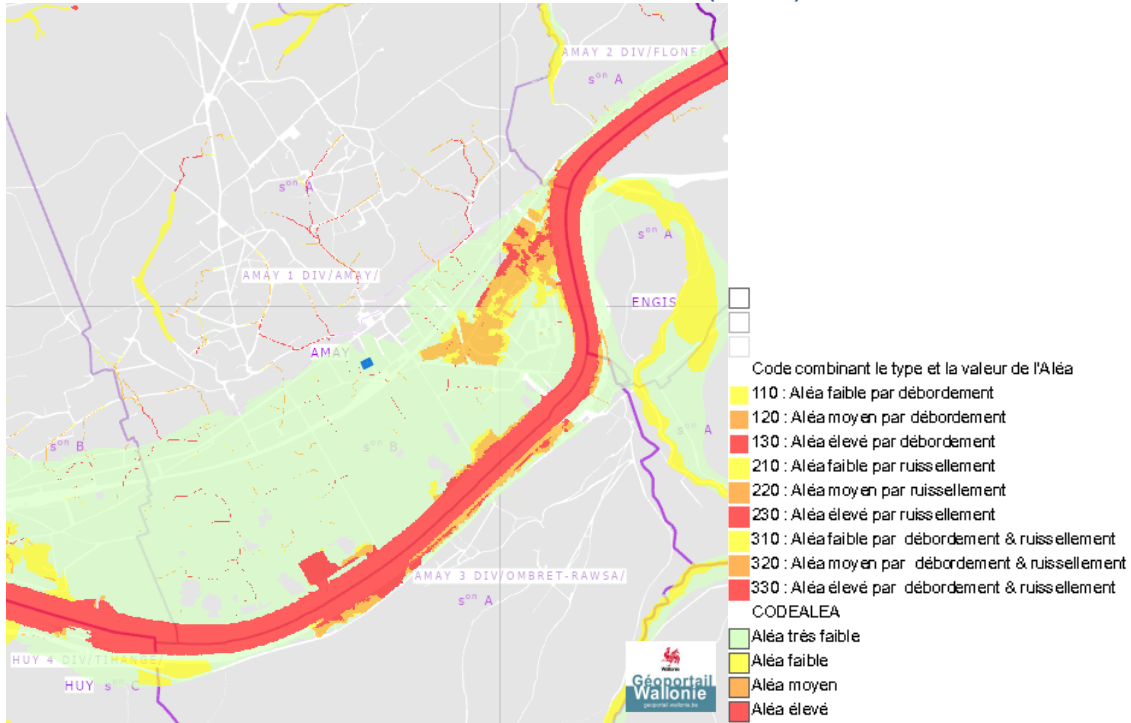 AMAY 2 DIV/FLONE/
sᵒⁿ A
sᵒⁿ A
sᵒⁿ A
AMAY 1 DIV/AMAY/
ENGIS
AMAY
sᵒⁿ B
sᵒⁿ B
sᵒⁿ A
AMAY 3 DIV/OMBRET-RAWSA/
sᵒⁿ A
HUY 4 DIV/TIHANGE/
HUY sᵒⁿ C
Wallonie
Géoportail
Wallonie
geoportail.wallonie.be
Code combinant le type et la valeur de l'Aléa
110 : Aléa faible par débordement
120 : Aléa moyen par débordement
130 : Aléa élevé par débordement
210 : Aléa faible par ruissellement
220 : Aléa moyen par ruissellement
230 : Aléa élevé par ruissellement
310 : Aléa faible par débordement & ruissellement
320 : Aléa moyen par débordement & ruissellement
330 : Aléa élevé par débordement & ruissellement
CODEALEA
Aléa très faible
Aléa faible
Aléa moyen
Aléa élevé